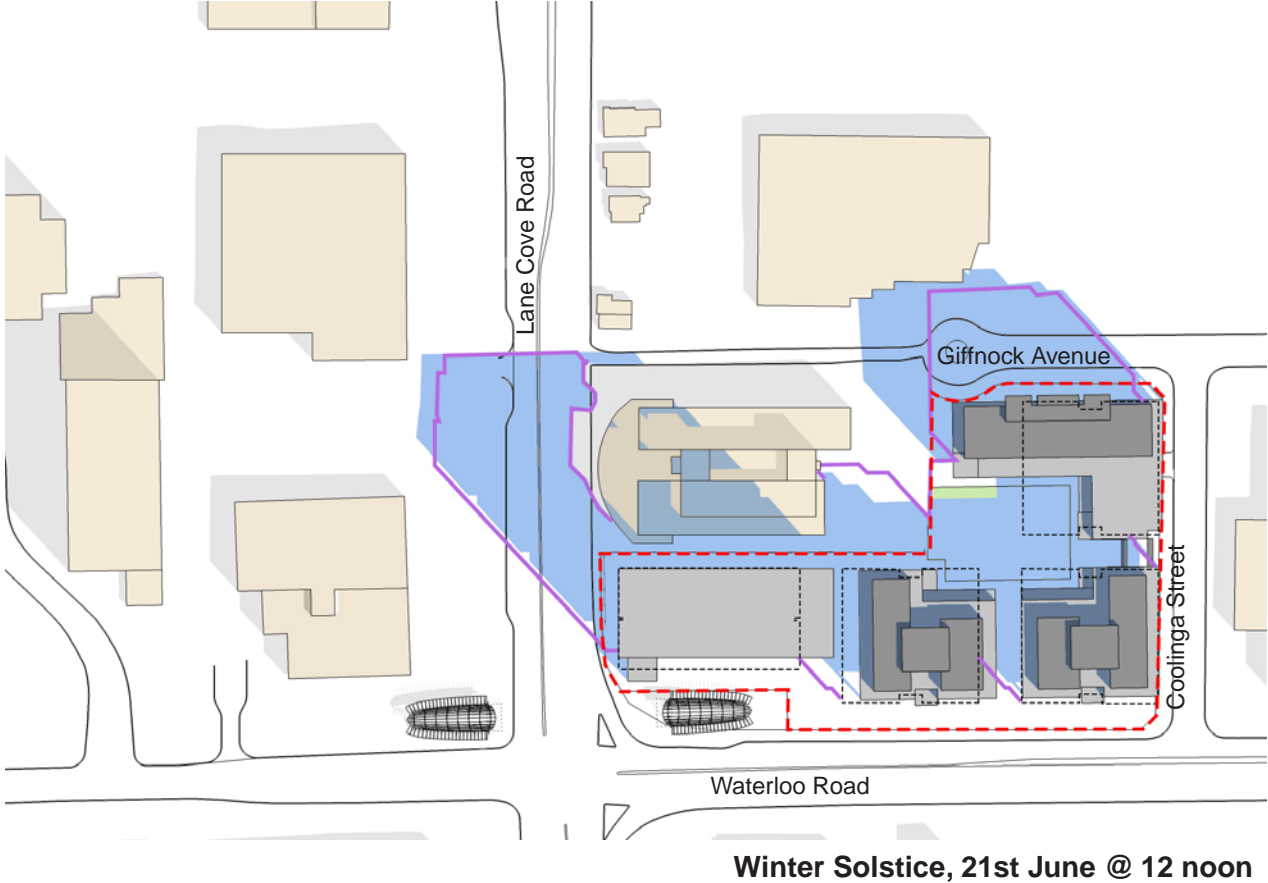 Lane Cove Road
Giffnock Avenue
Coolinga Street
Waterloo Road
Winter Solstice, 21st June @ 12 noon